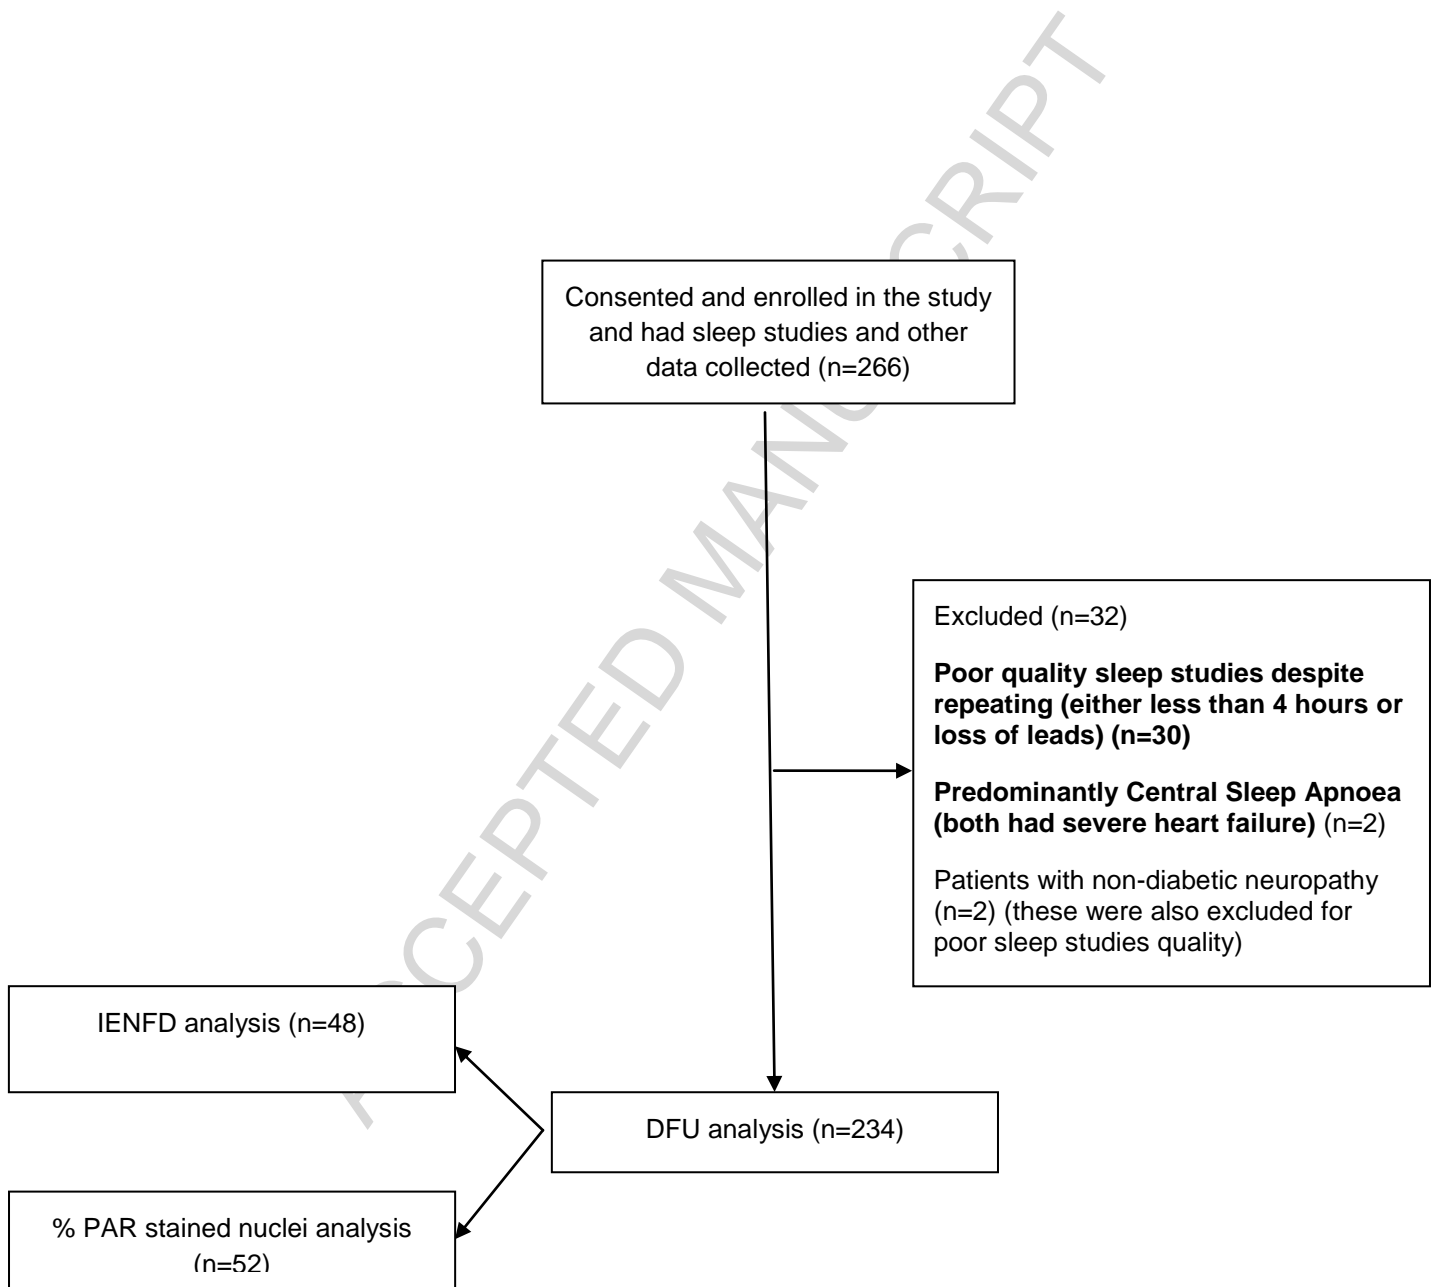 ACCEPTED MANUSCRIPT
Consented and enrolled in the study
and had sleep studies and other
data collected (n=266)
Excluded (n=32)
Poor quality sleep studies despite
repeating (either less than 4 hours or
loss of leads) (n=30)
Predominantly Central Sleep Apnoea
(both had severe heart failure) (n=2)
Patients with non-diabetic neuropathy
(n=2) (these were also excluded for
poor sleep studies quality)
IENFD analysis (n=48)
DFU analysis (n=234)
% PAR stained nuclei analysis
(n=52)